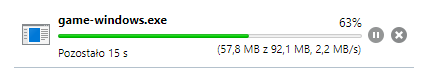 game-windows.exe
63%
Pozostało 15 s
(57,8 MB z 92,1 MB, 2,2 MB/s)